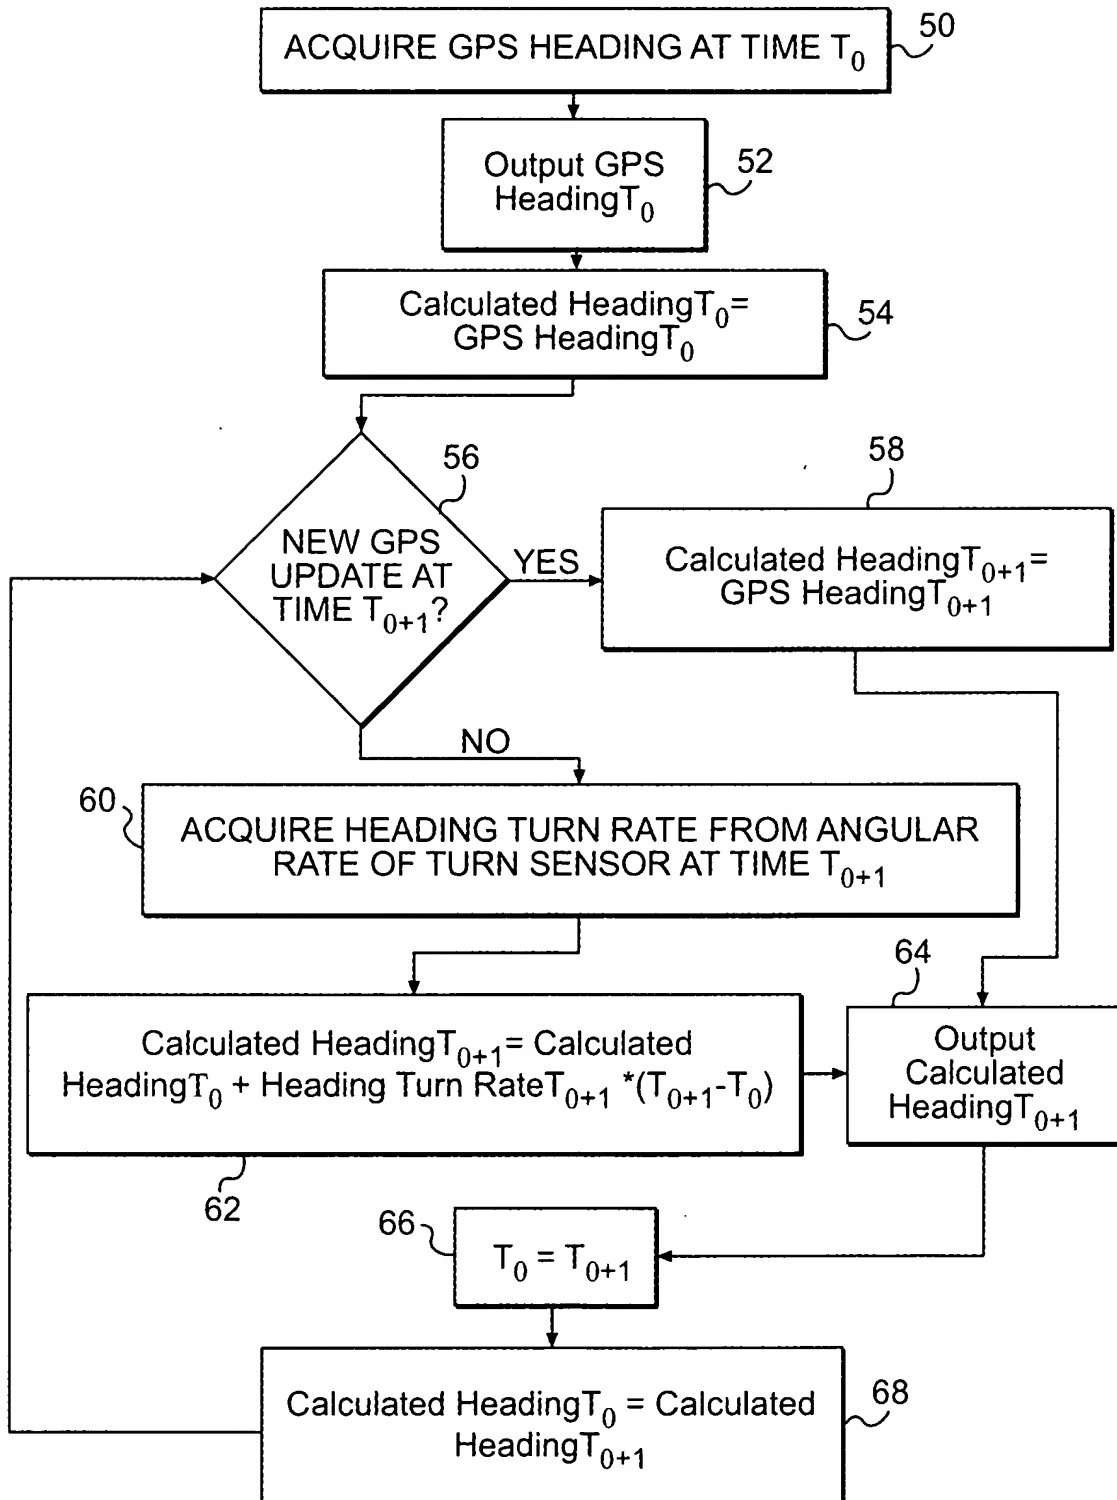 ACQUIRE GPS HEADING AT TIME T0
50
Output GPS
HeadingT0
52
Calculated HeadingT0=
GPS HeadingT0
54
56
NEW GPS
UPDATE AT
TIME T0+1?
YES
58
Calculated HeadingT0+1=
GPS HeadingT0+1
NO
60
ACQUIRE HEADING TURN RATE FROM ANGULAR
RATE OF TURN SENSOR AT TIME T0+1
Calculated HeadingT0+1= Calculated
HeadingT0 + Heading Turn RateT0+1 *(T0+1-T0)
62
64
Output
Calculated
HeadingT0+1
66
T0 = T0+1
Calculated HeadingT0 = Calculated
HeadingT0+1
68